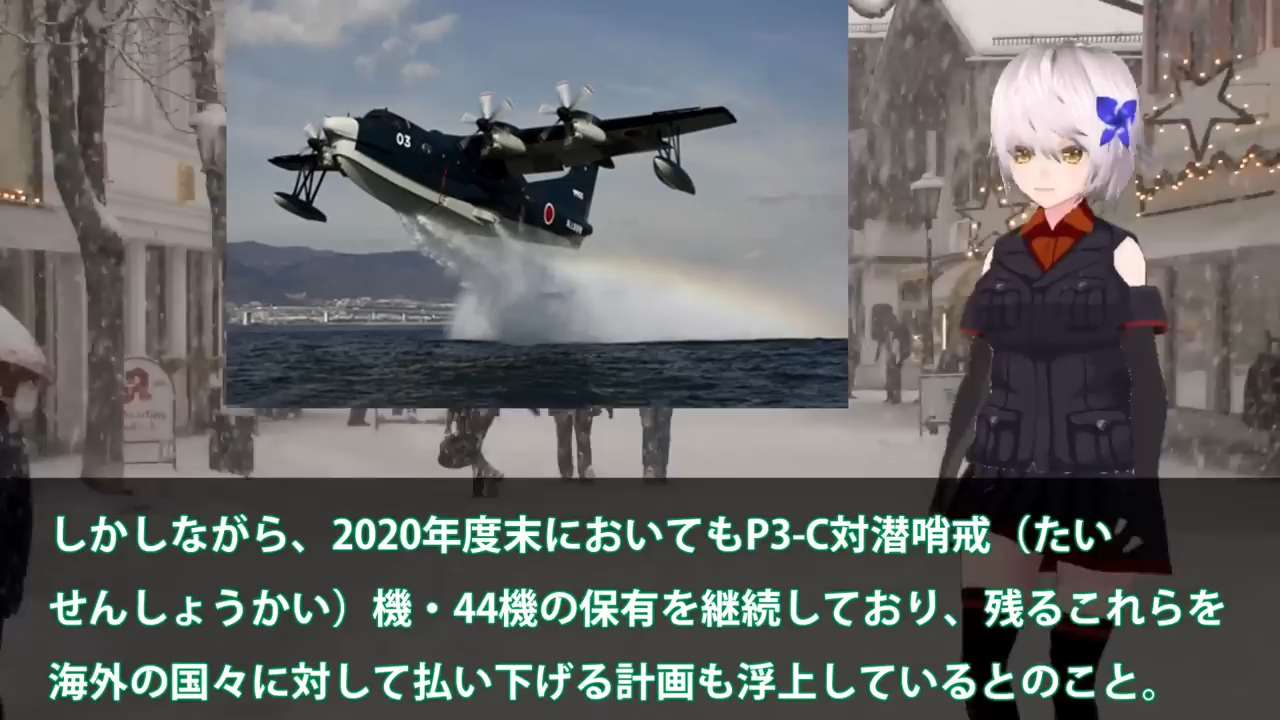 03
しかしながら、2020年度末においてもP3-C対潜哨戒（たい
せんしょうかい）機・44機の保有を継続しており、残るこれらを
海外の国々に対して払い下げる計画も浮上しているとのこと。